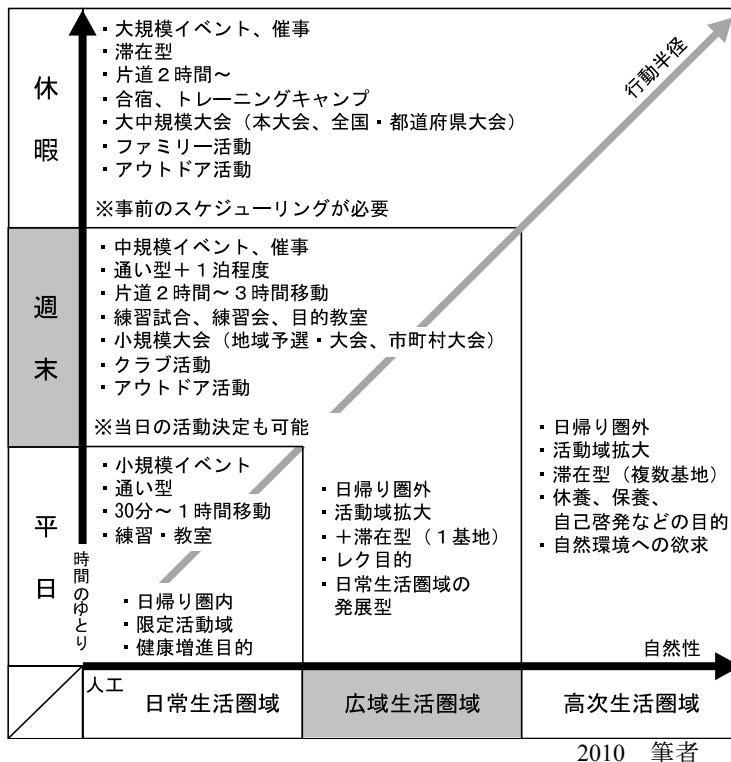 休暇
・大規模イベント、催事
・滞在型
・片道２時間～
・合宿、トレーニングキャンプ
・大中規模大会（本大会、全国・都道府県大会）
・ファミリー活動
・アウトドア活動
※事前のスケジューリングが必要
行動半径
週末
・中規模イベント、催事
・通い型＋１泊程度
・片道２時間～３時間移動
・練習試合、練習会、目的教室
・小規模大会（地域予選・大会、市町村大会）
・クラブ活動
・アウトドア活動
※当日の活動決定も可能
平日
・小規模イベント
・通い型
・30分～１時間移動
・練習・教室
・日帰り圏内
・限定活動域
・健康増進目的
・日帰り圏外
・活動域拡大
・＋滞在型（１基地）
・レク目的
・日常生活圏域の
発展型
・日帰り圏外
・活動域拡大
・滞在型（複数基地）
・休養、保養、
自己啓発などの目的
・自然環境への欲求
時間のゆとり
自然性
人工
日常生活圏域
広域生活圏域
高次生活圏域
2010　筆者